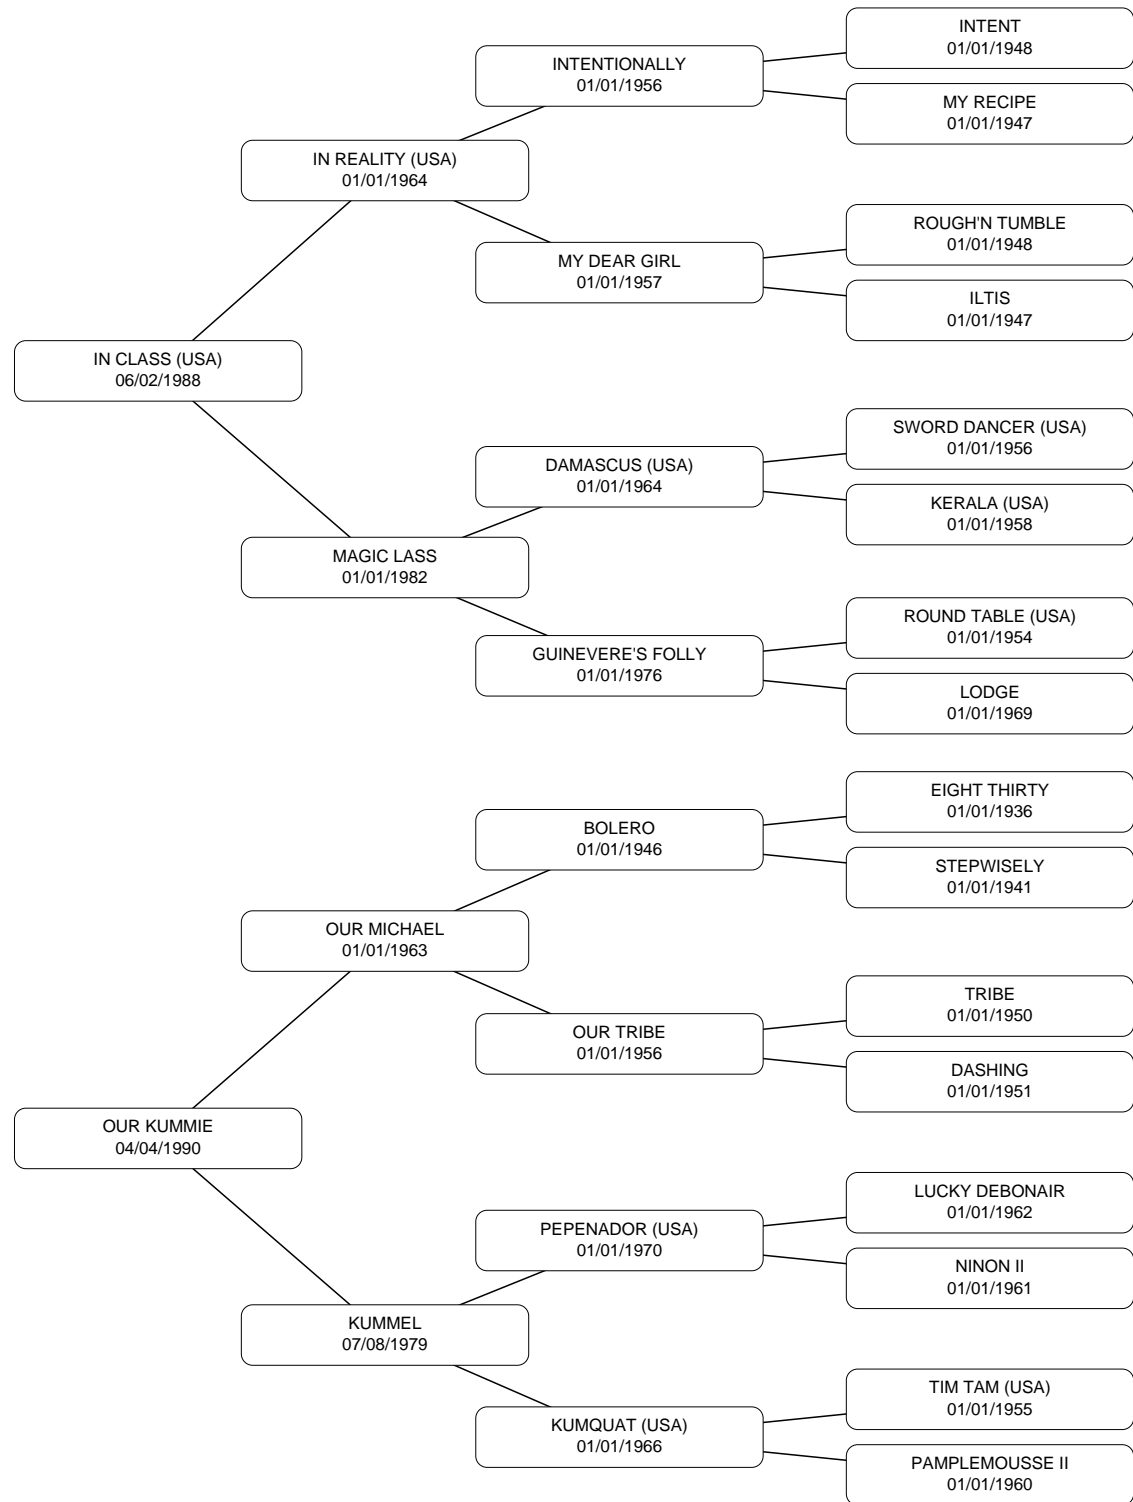 INTENT
01/01/1948
INTENTIONALLY
01/01/1956
MY RECIPE
01/01/1947
IN REALITY (USA)
01/01/1964
ROUGH'N TUMBLE
01/01/1948
MY DEAR GIRL
01/01/1957
ILTIS
01/01/1947
IN CLASS (USA)
06/02/1988
SWORD DANCER (USA)
01/01/1956
DAMASCUS (USA)
01/01/1964
KERALA (USA)
01/01/1958
MAGIC LASS
01/01/1982
ROUND TABLE (USA)
01/01/1954
GUINEVERE'S FOLLY
01/01/1976
LODGE
01/01/1969
EIGHT THIRTY
01/01/1936
BOLERO
01/01/1946
STEPWISELY
01/01/1941
OUR MICHAEL
01/01/1963
TRIBE
01/01/1950
OUR TRIBE
01/01/1956
DASHING
01/01/1951
OUR KUMMIE
04/04/1990
LUCKY DEBONAIR
01/01/1962
PEPENADOR (USA)
01/01/1970
NINON II
01/01/1961
KUMMEL
07/08/1979
TIM TAM (USA)
01/01/1955
KUMQUAT (USA)
01/01/1966
PAMPLEMOUSSE II
01/01/1960